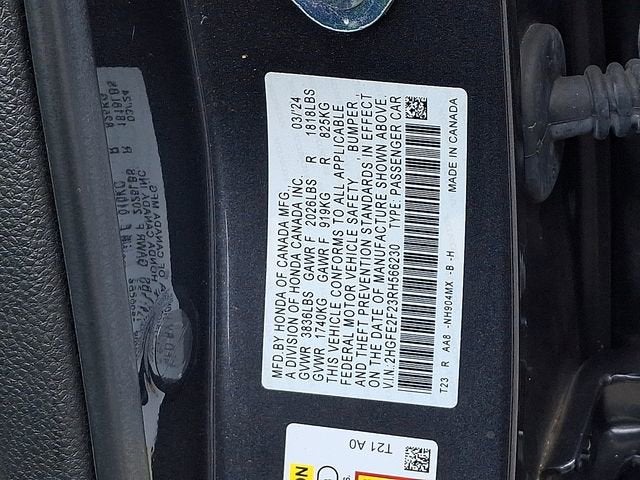 MFD.BY HONDA OF CANADA MFG., 03/24
A DIVISION OF HONDA CANADA INC.
GVWR 3836LBS GAWR F 2026LBS R 1818LBS
GVWR 1740KG GAWR F 919KG R 825KG
THIS VEHICLE CONFORMS TO ALL APPLICABLE
FEDERAL MOTOR VEHICLE SAFETY, BUMPER,
AND THEFT PREVENTION STANDARDS IN EFFECT
ON THE DATE OF MANUFACTURE SHOWN ABOVE.
V.I.N.:2HGFE2F23RH566230 TYPE: PASSENGER CAR
T23 R AA8 -NH904MX -B -H MADE IN CANADA
T21 A0